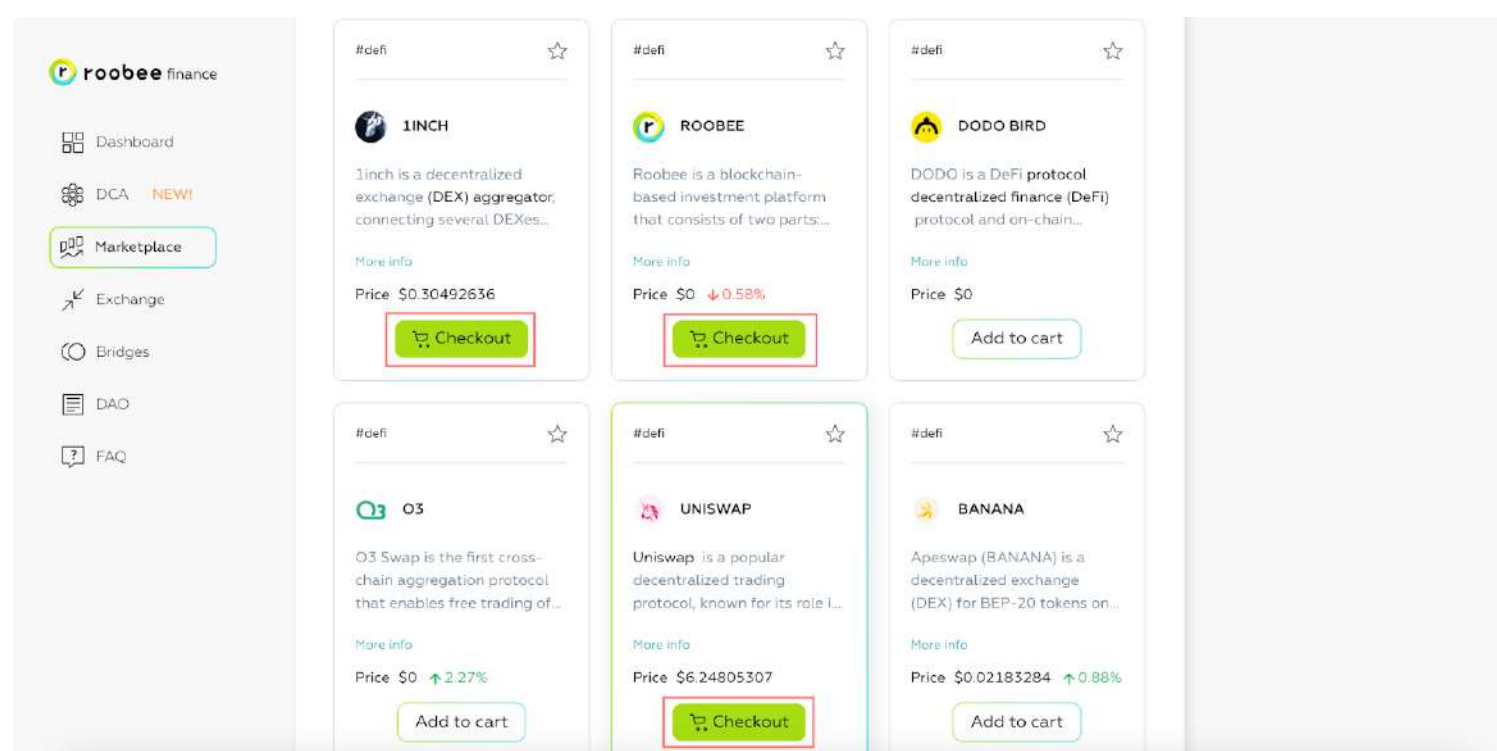 roobee finance
Dashboard
DCA NEW!
Marketplace
Exchange
Bridges
DAO
FAQ
#defi
1INCH
1inch is a decentralized
exchange (DEX) aggregator,
connecting several DEXes...
More info
Price $0.30492636
Checkout
#defi
ROOBEE
Roobee is a blockchain-
based investment platform
that consists of two parts:...
More info
Price $0 ↓ 0.58%
Checkout
#defi
DODO BIRD
DODO is a DeFi protocol
decentralized finance (DeFi)
protocol and on-chain...
More info
Price $0
Add to cart
#defi
O3
O3 Swap is the first cross-
chain aggregation protocol
that enables free trading of...
More info
Price $0 ↑ 2.27%
Add to cart
#defi
UNISWAP
Uniswap is a popular
decentralized trading
protocol, known for its role i...
More info
Price $6.24805307
Checkout
#defi
BANANA
Apeswap (BANANA) is a
decentralized exchange
(DEX) for BEP-20 tokens on...
More info
Price $0.02183284 ↑ 0.88%
Add to cart